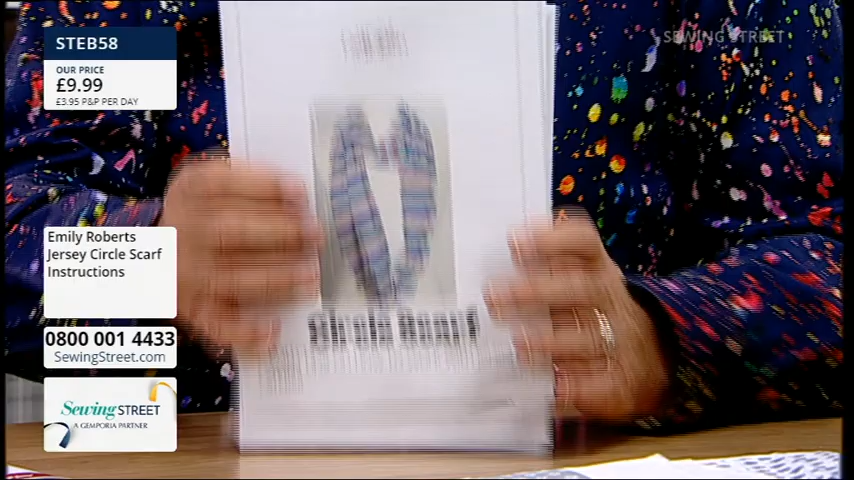 STEB58
OUR PRICE
£9.99
£3.95 P&P PER DAY
Emily Roberts
Jersey Circle Scarf
Instructions
0800 001 4433
SewingStreet.com
Sewing STREET
A GEMPORIA PARTNER
SEWING STREET